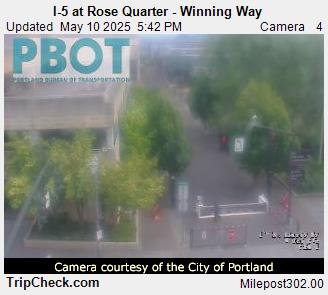 I-5 at Rose Quarter - Winning Way
Updated May 10 2025 5:42 PM Camera 4
PBOT
PORTLAND BUREAU OF TRANSPORTATION
Camera courtesy of the City of Portland
TripCheck.com Milepost302.00